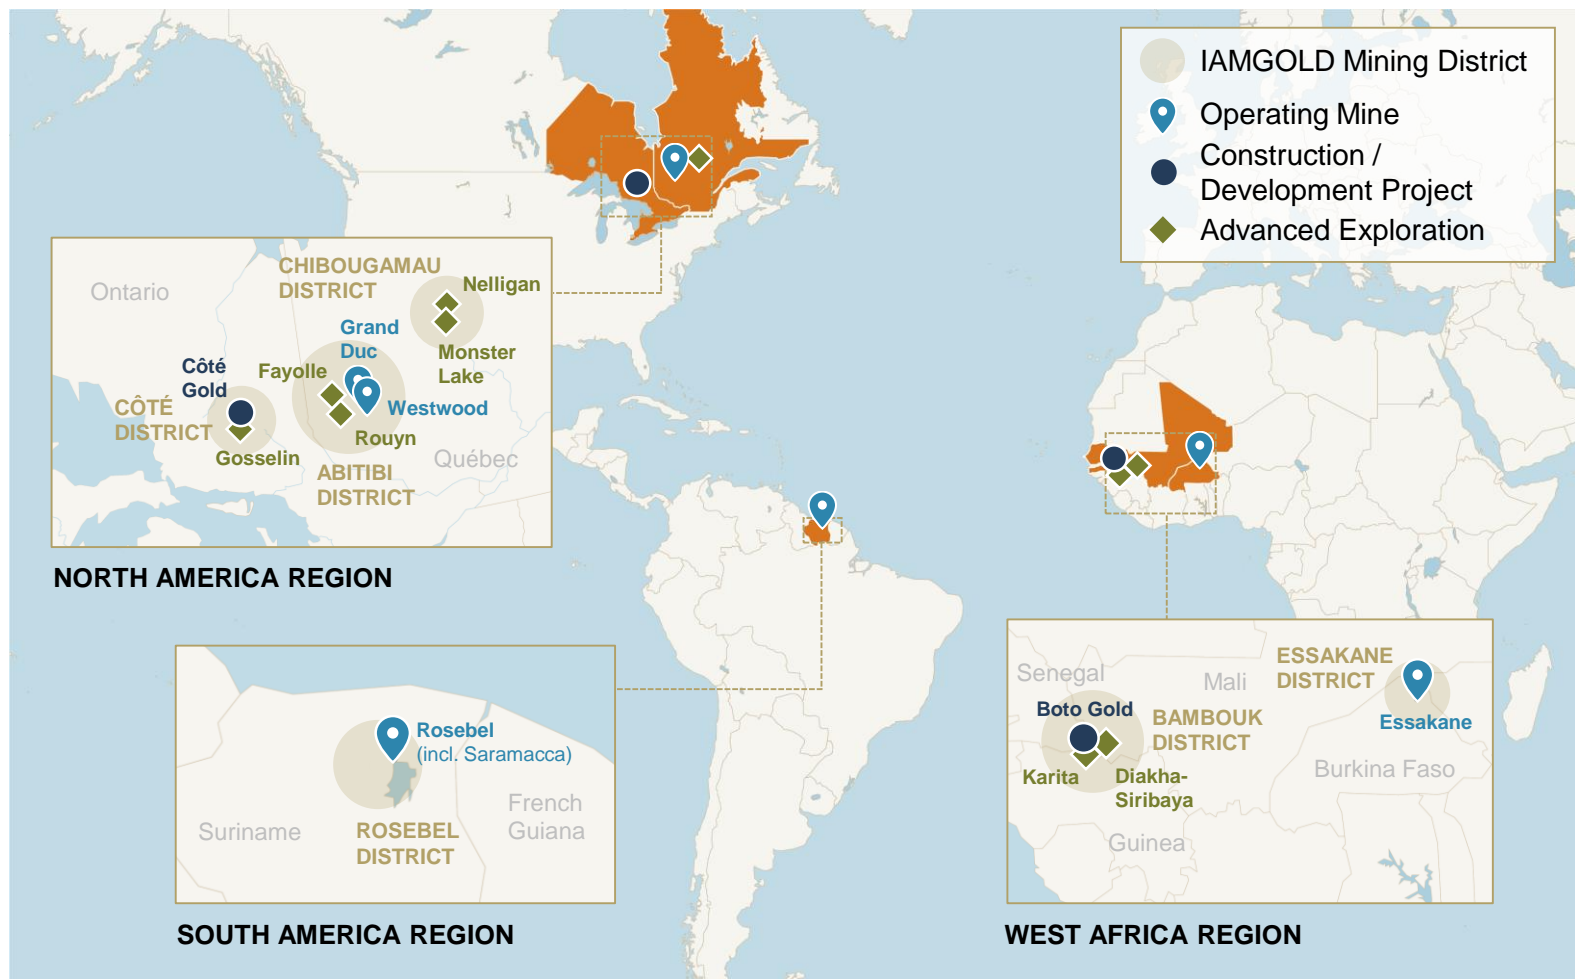 IAMGOLD Mining District
Operating Mine
Construction /
Development Project
Advanced Exploration
Ontario
CHIBOUGAMAU
DISTRICT
Nelligan
Grand
Duc
Monster
Lake
Côté
Gold
Fayolle
CÔTÉ
DISTRICT
Westwood
Rouyn
Gosselin
Québec
ABITIBI
DISTRICT
NORTH AMERICA REGION
Rosebel
(incl. Saramacca)
French
Guiana
Suriname
ROSEBEL
DISTRICT
SOUTH AMERICA REGION
Senegal
Mali
ESSAKANE
DISTRICT
Boto Gold
BAMBOUK
DISTRICT
Essakane
Karita
Diakha-
Siribaya
Burkina Faso
Guinea
WEST AFRICA REGION